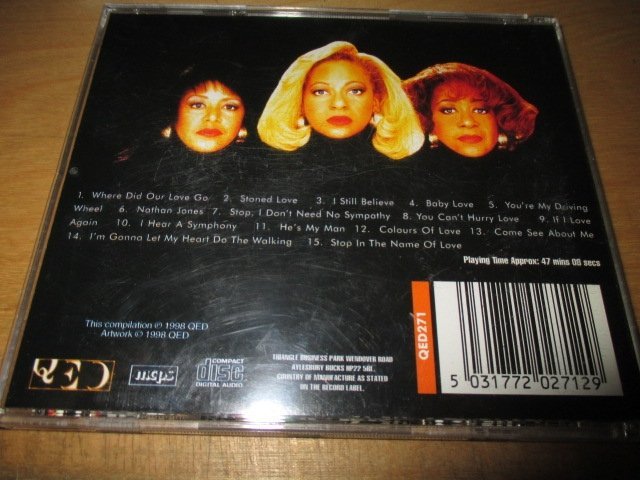 1. Where Did Our Love Go 2. Stoned Love 3. I Still Believe 4. Baby Love 5. You're My Driving
Wheel 6. Nathan Jones 7. Stop, I Don't Need No Sympathy 8. You Can't Hurry Love 9. If I Love
Again 10. I Hear A Symphony 11. He's My Man 12. Colours Of Love 13. Come See About Me
14. I'm Gonna Let My Heart Do The Walking 15. Stop In The Name Of Love
Playing Time Approx: 47 mins 08 secs
This compilation ℗ 1998 QED
Artwork © 1998 QED
QED
mcps
COMPACT
disc
DIGITAL AUDIO
TRIANGLE BUSINESS PARK WENDOVER ROAD
AYLESBURY BUCKS HP22 5BL.
COUNTRY OF MANUFACTURE AS STATED
ON THE RECORD LABEL.
QED271
5 031772 027129